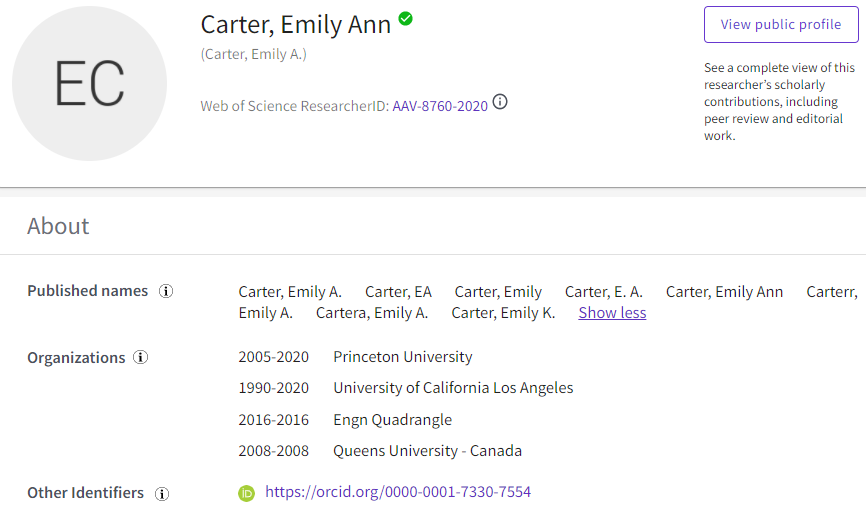 EC
Carter, Emily Ann
(Carter, Emily A.)
Web of Science ResearcherID: AAV-8760-2020
View public profile
See a complete view of this
researcher's scholarly
contributions, including
peer review and editorial
work.
About
Published names
Carter, Emily A. Carter, EA Carter, Emily Carter, E. A. Carter, Emily Ann Carterr,
Emily A. Cartera, Emily A. Carter, Emily K. Show less
Organizations
2005-2020 Princeton University
1990-2020 University of California Los Angeles
2016-2016 Engn Quadrangle
2008-2008 Queens University - Canada
Other Identifiers
iD https://orcid.org/0000-0001-7330-7554